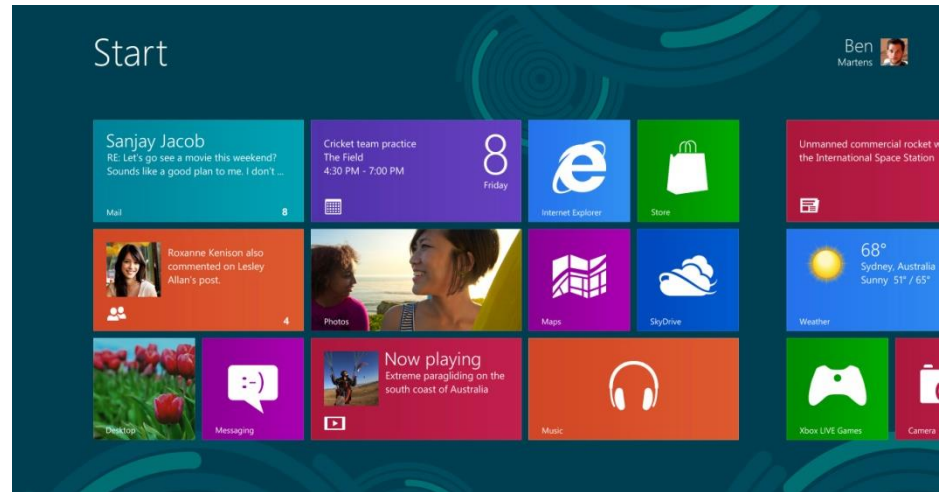 Start
Ben
Martens
Sanjay Jacob
RE: Let's go see a movie this weekend?
Sounds like a good plan to me. I don't ...
Mail
8
Cricket team practice
The Field
4:30 PM - 7:00 PM
8
Friday
Internet Explorer
Store
Unmanned commercial rocket w
the International Space Station
Roxanne Kenison also
commented on Lesley
Allan's post.
4
Photos
Maps
SkyDrive
68°
Sydney, Australia
Sunny 51° / 65°
Weather
Desktop
:-)
Messaging
Now playing
Extreme paragliding on the
south coast of Australia
Music
Xbox LIVE Games
Camera